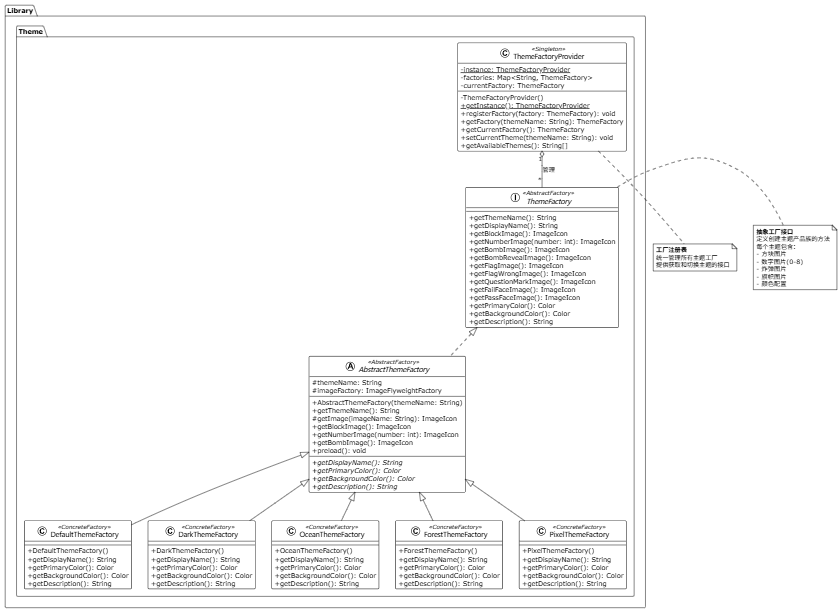 Library
Theme
C
«Singleton»
ThemeFactoryProvider
-instance: ThemeFactoryProvider
-factories: Map<String, ThemeFactory>
-currentFactory: ThemeFactory
-ThemeFactoryProvider()
+getInstance(): ThemeFactoryProvider
+registerFactory(factory: ThemeFactory): void
+getFactory(themeName: String): ThemeFactory
+getCurrentFactory(): ThemeFactory
+setCurrentTheme(themeName: String): void
+getAvailableThemes(): String[]
1
管理
*
I
«AbstractFactory»
ThemeFactory
+getThemeName(): String
+getDisplayName(): String
+getBlockImage(): ImageIcon
+getNumberImage(number: int): ImageIcon
+getBombImage(): ImageIcon
+getBombRevealImage(): ImageIcon
+getFlagImage(): ImageIcon
+getFlagWrongImage(): ImageIcon
+getQuestionMarkImage(): ImageIcon
+getFailFaceImage(): ImageIcon
+getPassFaceImage(): ImageIcon
+getPrimaryColor(): Color
+getBackgroundColor(): Color
+getDescription(): String
工厂注册表
统一管理所有主题工厂
提供获取和切换主题的接口
抽象工厂接口
定义创建主题产品族的方法
每个主题包含:
- 方块图片
- 数字图片(0-8)
- 炸弹图片
- 旗帜图片
- 颜色配置
A
«AbstractFactory»
AbstractThemeFactory
#themeName: String
#imageFactory: ImageFlyweightFactory
+AbstractThemeFactory(themeName: String)
+getThemeName(): String
#getImage(imageName: String): ImageIcon
+getBlockImage(): ImageIcon
+getNumberImage(number: int): ImageIcon
+getBombImage(): ImageIcon
+preload(): void
+getDisplayName(): String
+getPrimaryColor(): Color
+getBackgroundColor(): Color
+getDescription(): String
C
«ConcreteFactory»
DefaultThemeFactory
+DefaultThemeFactory()
+getDisplayName(): String
+getPrimaryColor(): Color
+getBackgroundColor(): Color
+getDescription(): String
C
«ConcreteFactory»
DarkThemeFactory
+DarkThemeFactory()
+getDisplayName(): String
+getPrimaryColor(): Color
+getBackgroundColor(): Color
+getDescription(): String
C
«ConcreteFactory»
OceanThemeFactory
+OceanThemeFactory()
+getDisplayName(): String
+getPrimaryColor(): Color
+getBackgroundColor(): Color
+getDescription(): String
C
«ConcreteFactory»
ForestThemeFactory
+ForestThemeFactory()
+getDisplayName(): String
+getPrimaryColor(): Color
+getBackgroundColor(): Color
+getDescription(): String
C
«ConcreteFactory»
PixelThemeFactory
+PixelThemeFactory()
+getDisplayName(): String
+getPrimaryColor(): Color
+getBackgroundColor(): Color
+getDescription(): String